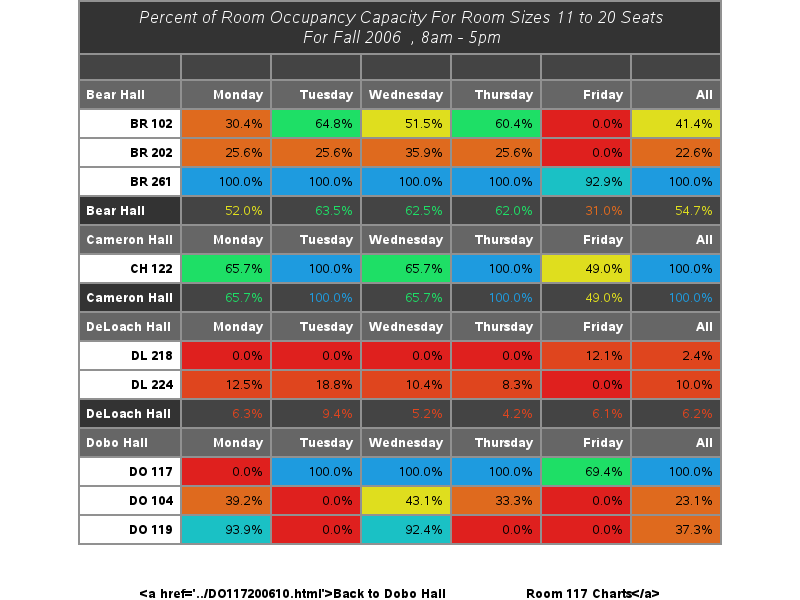 Percent of Room Occupancy Capacity For Room Sizes 11 to 20 Seats
For Fall 2006 , 8am - 5pm
Bear Hall Monday Tuesday Wednesday Thursday Friday All
BR 102 30.4% 64.8% 51.5% 60.4% 0.0% 41.4%
BR 202 25.6% 25.6% 35.9% 25.6% 0.0% 22.6%
BR 261 100.0% 100.0% 100.0% 100.0% 92.9% 100.0%
Bear Hall 52.0% 63.5% 62.5% 62.0% 31.0% 54.7%
Cameron Hall Monday Tuesday Wednesday Thursday Friday All
CH 122 65.7% 100.0% 65.7% 100.0% 49.0% 100.0%
Cameron Hall 65.7% 100.0% 65.7% 100.0% 49.0% 100.0%
DeLoach Hall Monday Tuesday Wednesday Thursday Friday All
DL 218 0.0% 0.0% 0.0% 0.0% 12.1% 2.4%
DL 224 12.5% 18.8% 10.4% 8.3% 0.0% 10.0%
DeLoach Hall 6.3% 9.4% 5.2% 4.2% 6.1% 6.2%
Dobo Hall Monday Tuesday Wednesday Thursday Friday All
DO 117 0.0% 100.0% 100.0% 100.0% 69.4% 100.0%
DO 104 39.2% 0.0% 43.1% 33.3% 0.0% 23.1%
DO 119 93.9% 0.0% 92.4% 0.0% 0.0% 37.3%
<a href='../DO117200610.html'>Back to Dobo Hall Room 117 Charts</a>